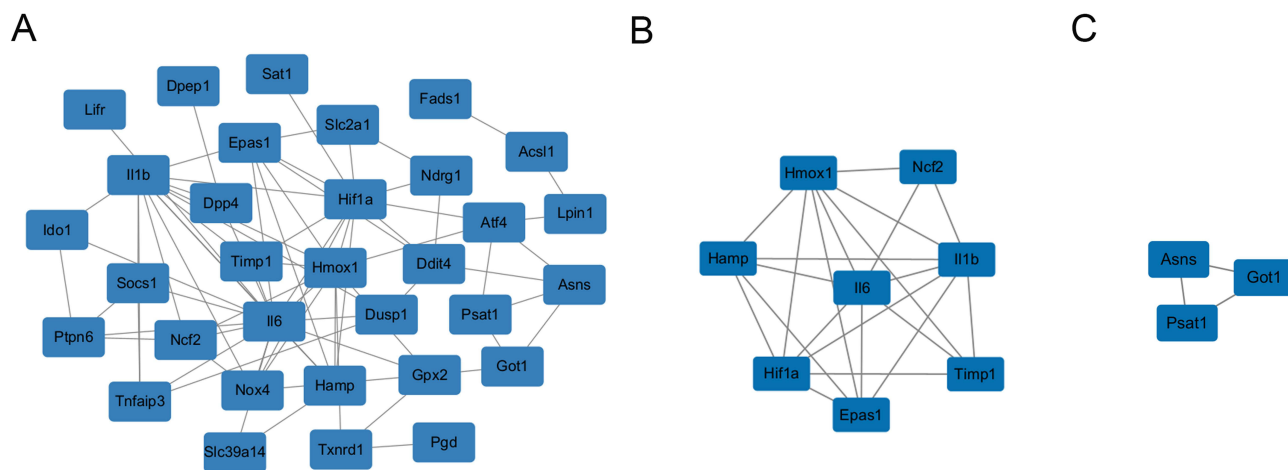 A
B
C
Sat1
Dpep1
Fads1
Lifr
Slc2a1
Epas1
Acsl1
Il1b
Ndrg1
Dpp4
Hif1a
Lpin1
Ido1
Atf4
Timp1
Hmox1
Ddit4
Socs1
Asns
Il6
Dusp1
Psat1
Ptpn6
Ncf2
Got1
Gpx2
Nox4
Hamp
Tnfaip3
Slc39a14
Txnrd1
Pgd
Hmox1
Ncf2
Hamp
Il1b
Il6
Hif1a
Timp1
Epas1
Asns
Got1
Psat1